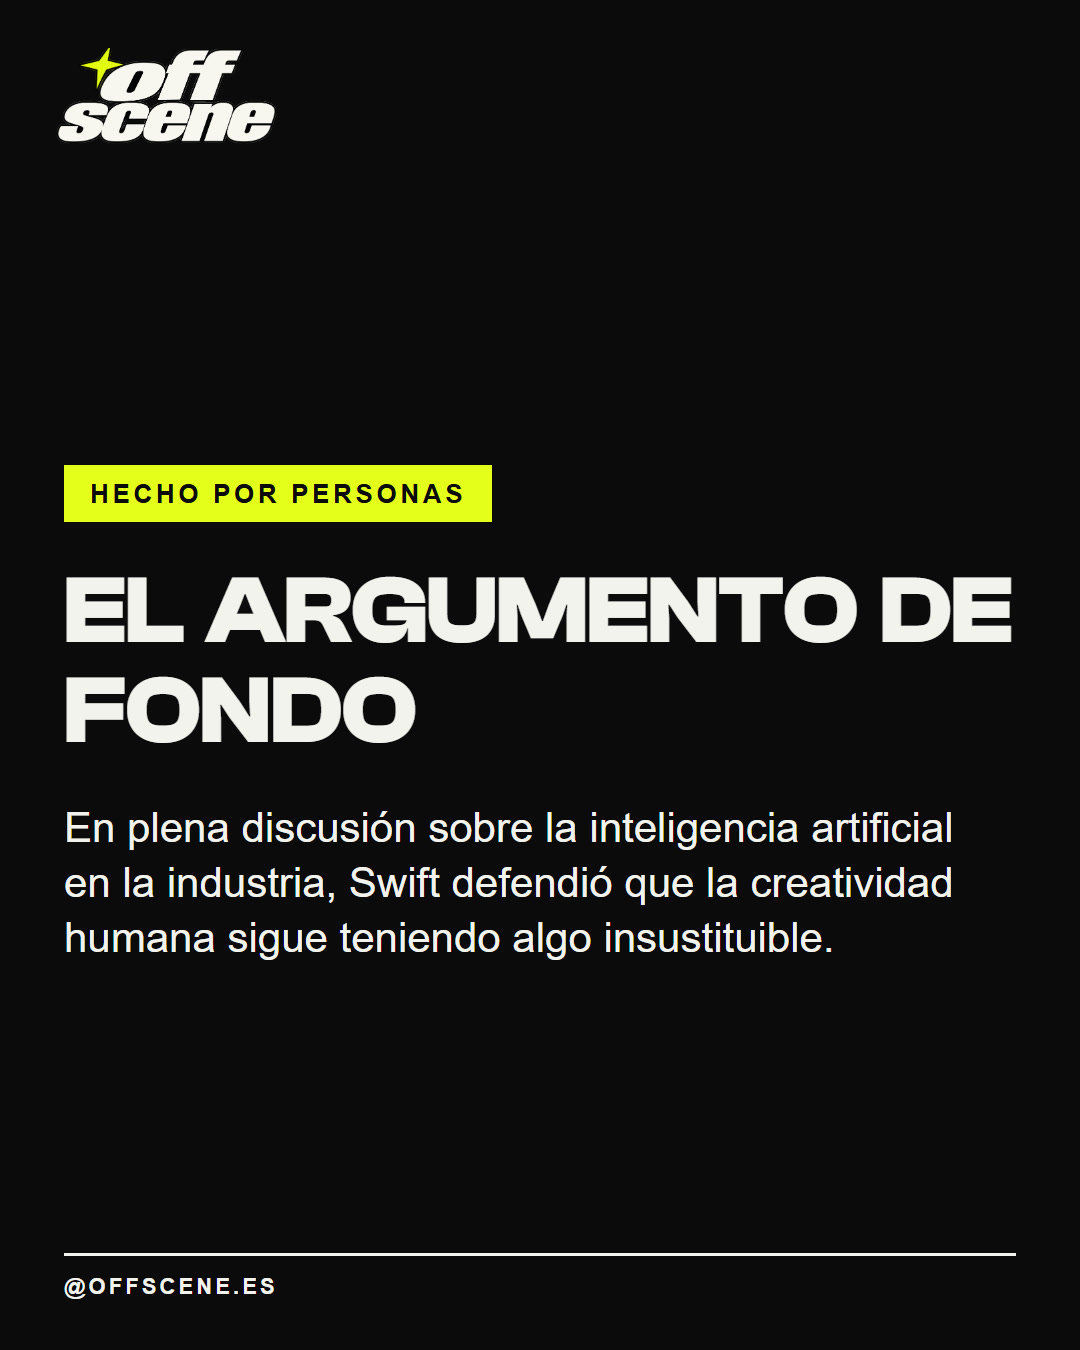 off
scene
HECHO POR PERSONAS
EL ARGUMENTO DE
FONDO
En plena discusión sobre la inteligencia artificial
en la industria, Swift defendió que la creatividad
humana sigue teniendo algo insustituible.
@OFFSCENE.ES